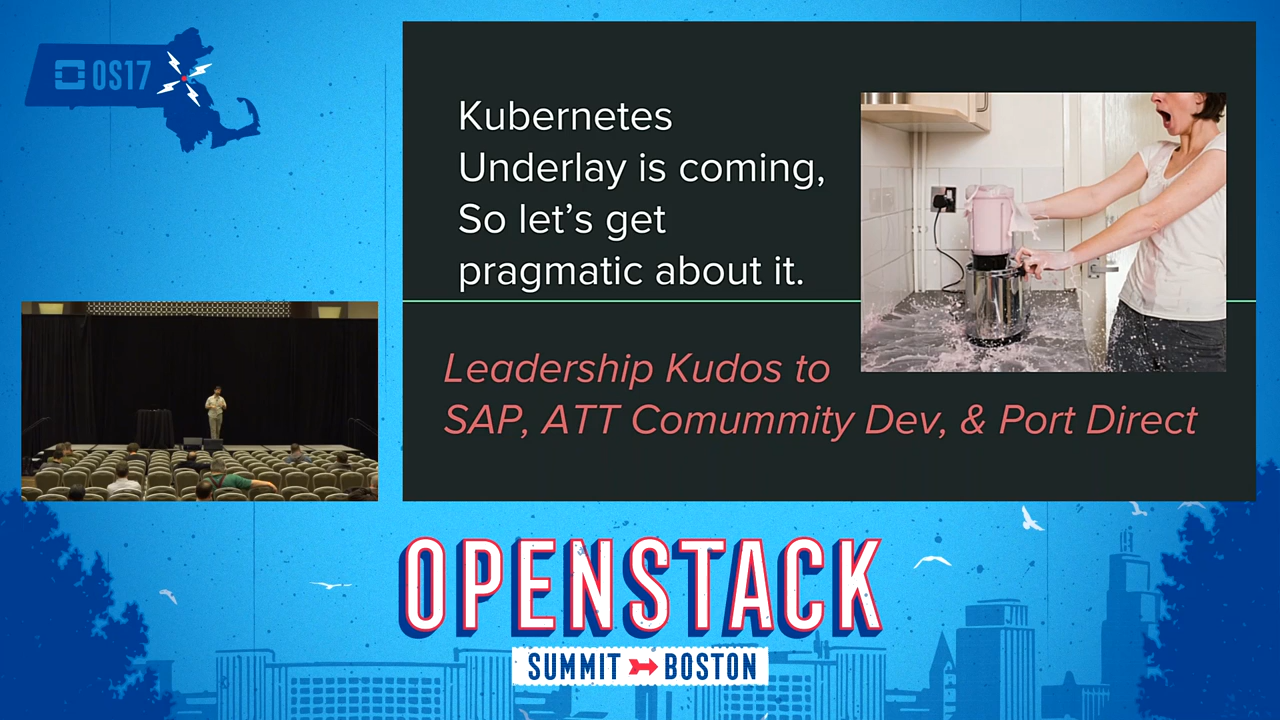 OS17
Kubernetes
Underlay is coming,
So let’s get
pragmatic about it.
Leadership Kudos to
SAP, ATT Comummity Dev, & Port Direct
OPENSTACK
SUMMIT BOSTON